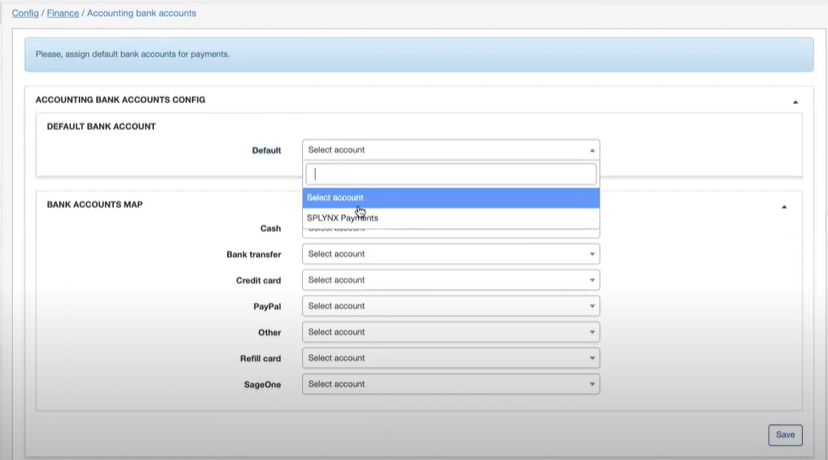 Config / Finance / Accounting bank accounts
Please, assign default bank accounts for payments.
ACCOUNTING BANK ACCOUNTS CONFIG
DEFAULT BANK ACCOUNT
Default Select account
Select account
SPLYNX Payments
BANK ACCOUNTS MAP
Cash Select account
Bank transfer Select account
Credit card Select account
PayPal Select account
Other Select account
Refill card Select account
SageOne Select account
Save